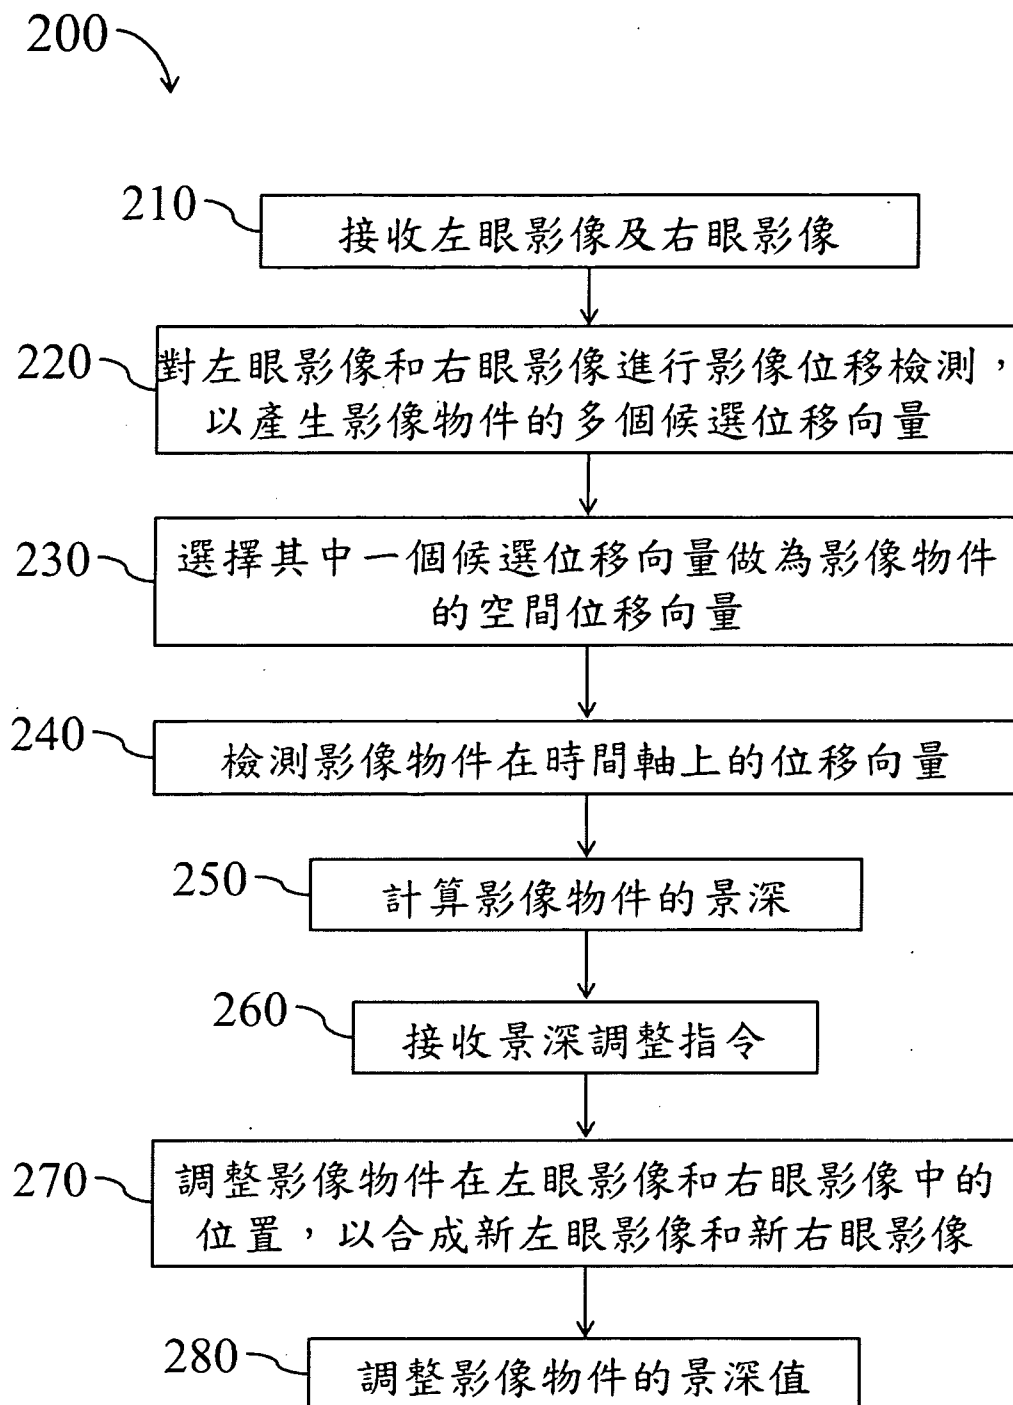 200
210
接收左眼影像及右眼影像
220
對左眼影像和右眼影像進行影像位移檢測，
以產生影像物件的多個候選位移向量
230
選擇其中一個候選位移向量做為影像物件
的空間位移向量
240
檢測影像物件在時間軸上的位移向量
250
計算影像物件的景深
260
接收景深調整指令
270
調整影像物件在左眼影像和右眼影像中的
位置，以合成新左眼影像和新右眼影像
280
調整影像物件的景深值